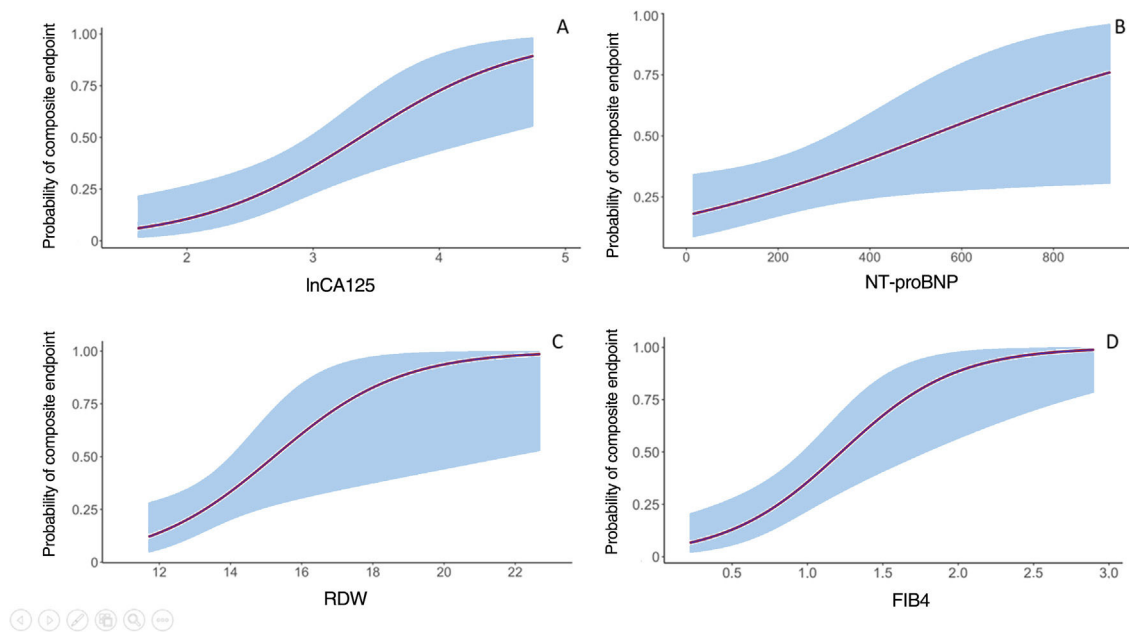 A
Probability of composite endpoint
1.00
0.75
0.50
0.25
0
2 3 4 5
lnCA125
B
Probability of composite endpoint
1.00
0.75
0.50
0.25
0 200 400 600 800
NT-proBNP
C
Probability of composite endpoint
1.00
0.75
0.50
0.25
0
12 14 16 18 20 22
RDW
D
Probability of composite endpoint
1.00
0.75
0.50
0.25
0
0.5 1.0 1.5 2.0 2.5 3.0
FIB4